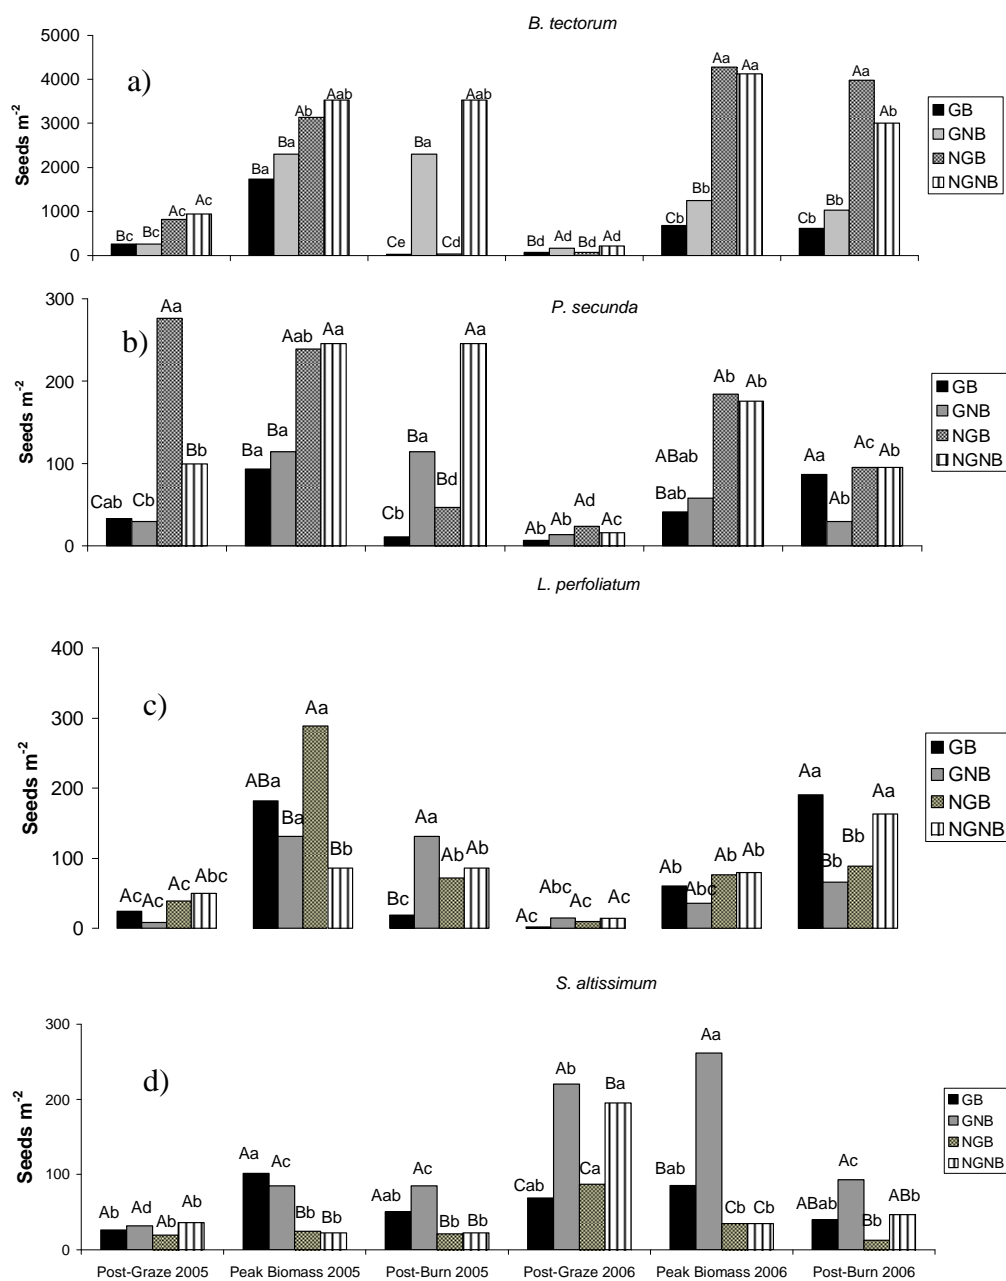 B. tectorum
a)
Seeds m-2
5000
4000
3000
2000
1000
0
Bc Bc Ac Ac
Ba Ba Ab Aab
Ce Ba Cd Aab
Bd Ad Bd Ad
Cb Bb Aa Aa
Cb Bb Aa Ab
GB
GNB
NGB
NGNB
P. secunda
b)
Seeds m-2
300
200
100
0
Cab Cb Aa Bb
Ba Ba Aab Aa
Cb Ba Bd Aa
Ab Ab Ad Ac
Bab ABab Ab Ab
Aa Ab Ac Ab
GB
GNB
NGB
NGNB
L. perfoliatum
c)
Seeds m-2
400
300
200
100
0
Ac Ac Ac Abc
ABa Ba Aa Bb
Bc Aa Ab Ab
Ac Abc Ac Ac
Ab Abc Ab Ab
Aa Bb Bb Aa
GB
GNB
NGB
NGNB
S. altissimum
d)
Seeds m-2
300
200
100
0
Ab Ad Ab Ab
Aa Ac Bb Bb
Aab Ac Bb Bb
Cab Ab Ca Ba
Bab Aa Cb Cb
ABab Ac Bb ABb
GB
GNB
NGB
NGNB
Post-Graze 2005 Peak Biomass 2005 Post-Burn 2005 Post-Graze 2006 Peak Biomass 2006 Post-Burn 2006